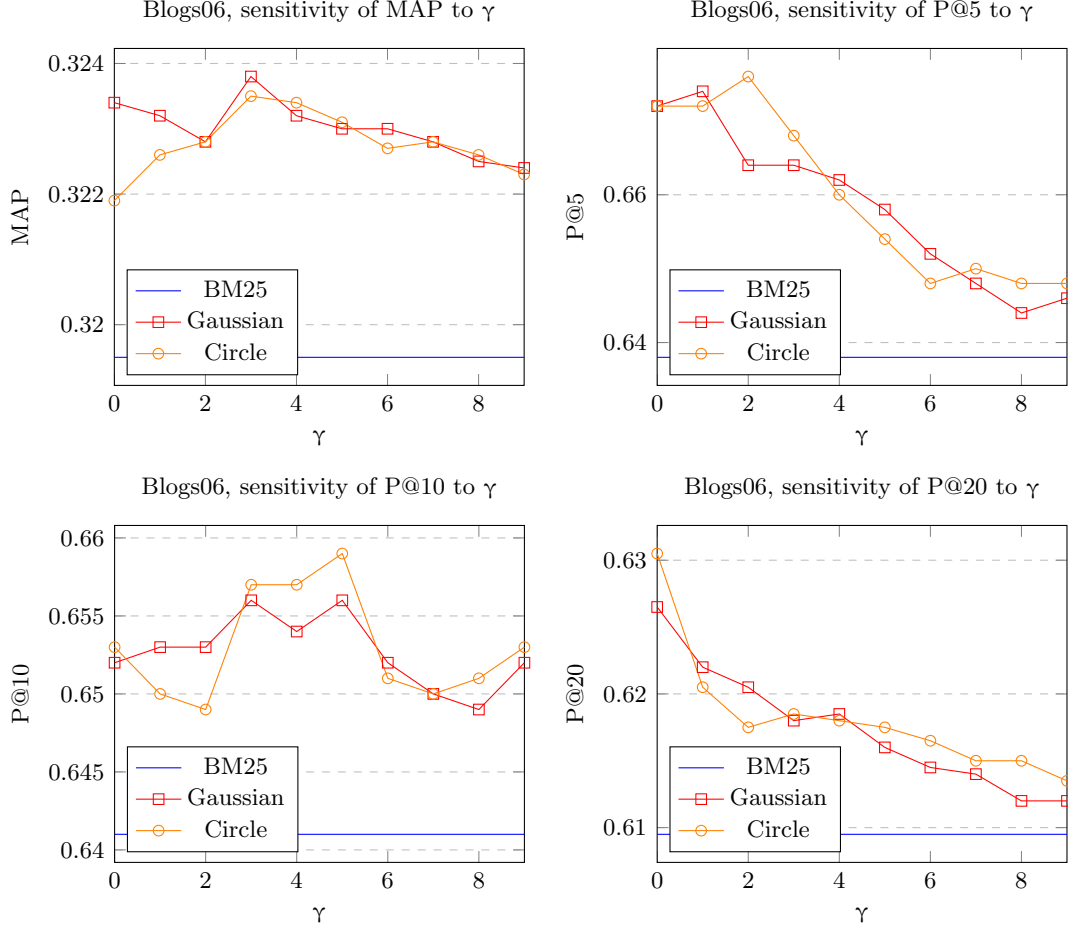 Blogs06, sensitivity of MAP to γ
0.324
0.322
0.32
MAP
BM25
Gaussian
Circle
0 2 4 6 8
γ
Blogs06, sensitivity of P@5 to γ
0.66
0.64
P@5
BM25
Gaussian
Circle
0 2 4 6 8
γ
Blogs06, sensitivity of P@10 to γ
0.66
0.655
0.65
0.645
0.64
P@10
BM25
Gaussian
Circle
0 2 4 6 8
γ
Blogs06, sensitivity of P@20 to γ
0.63
0.62
0.61
P@20
BM25
Gaussian
Circle
0 2 4 6 8
γ